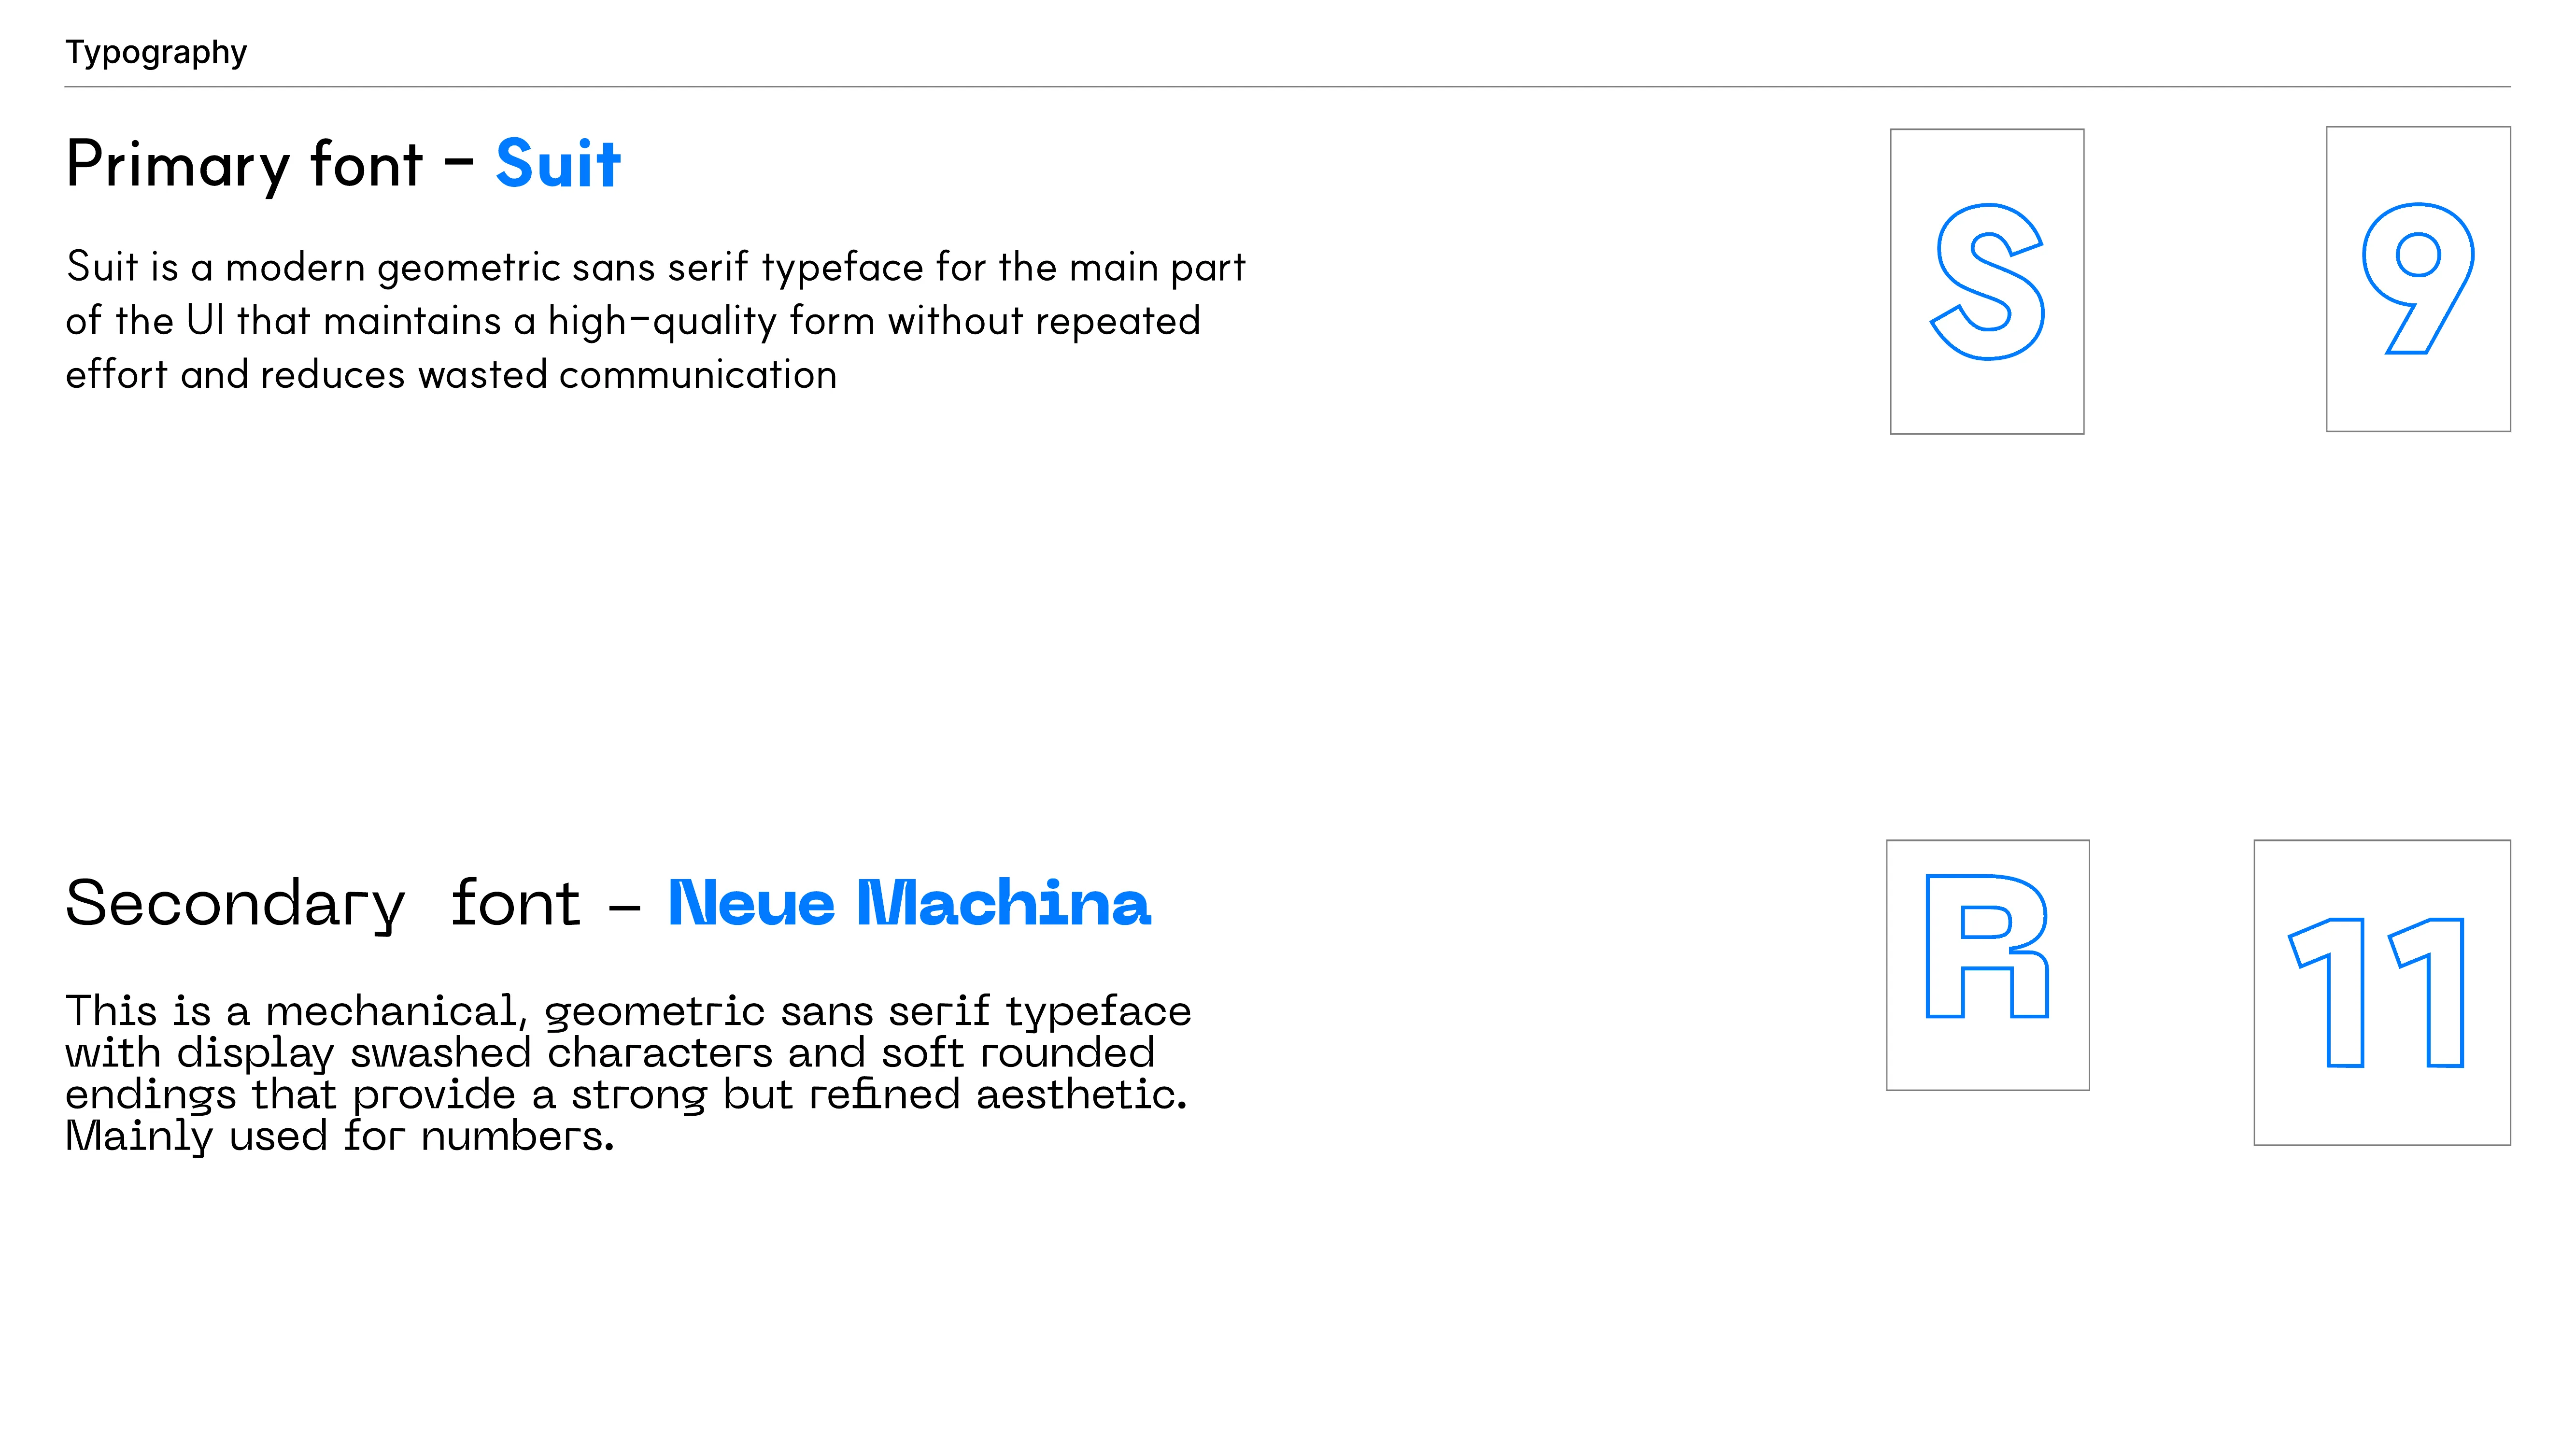 Typography
Primary font - Suit
Suit is a modern geometric sans serif typeface for the main part
of the UI that maintains a high-quality form without repeated
effort and reduces wasted communication
S
9
Secondary font – Neue Machina
This is a mechanical, geometric sans serif typeface
with display swashed characters and soft rounded
endings that provide a strong but refined aesthetic.
Mainly used for numbers.
R
11